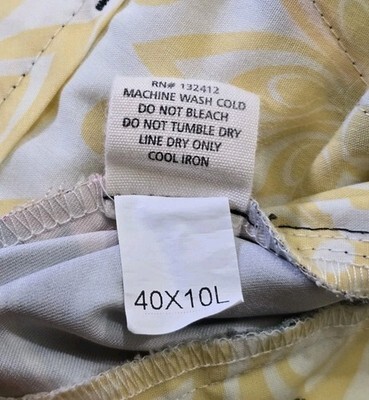 RN# 132412
MACHINE WASH COLD
DO NOT BLEACH
DO NOT TUMBLE DRY
LINE DRY ONLY
COOL IRON
40X10L